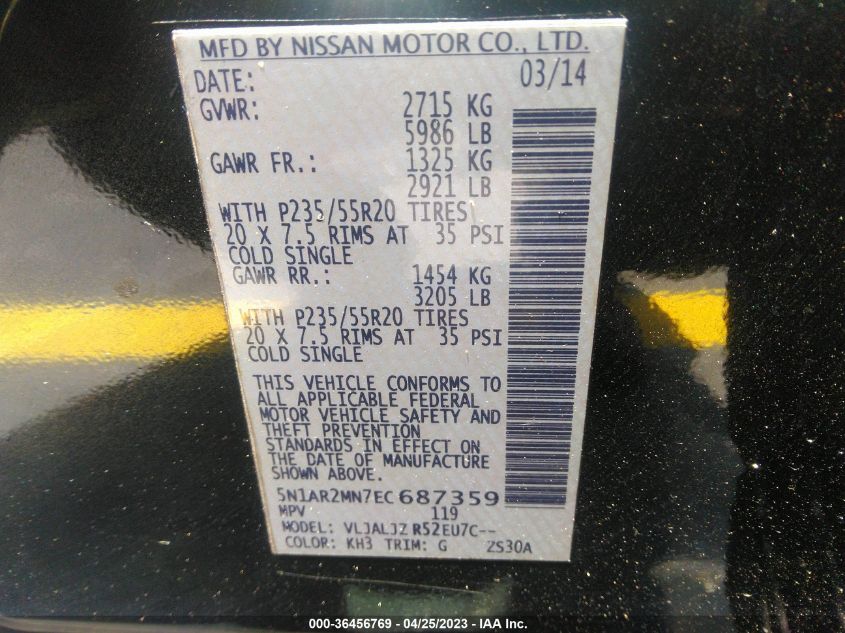 MFD BY NISSAN MOTOR CO., LTD.
DATE: 03/14
GVWR: 2715 KG
5986 LB
GAWR FR.: 1325 KG
2921 LB
WITH P235/55R20 TIRES
20 X 7.5 RIMS AT 35 PSI
COLD SINGLE
GAWR RR.: 1454 KG
3205 LB
WITH P235/55R20 TIRES
20 X 7.5 RIMS AT 35 PSI
COLD SINGLE
THIS VEHICLE CONFORMS TO
ALL APPLICABLE FEDERAL
MOTOR VEHICLE SAFETY AND
THEFT PREVENTION
STANDARDS IN EFFECT ON
THE DATE OF MANUFACTURE
SHOWN ABOVE.
5N1AR2MN7EC687359
MPV 119
MODEL: VLJALJZ R52EU7C--
COLOR: KH3 TRIM: G ZS30A
000-36456769 - 04/25/2023 - IAA Inc.